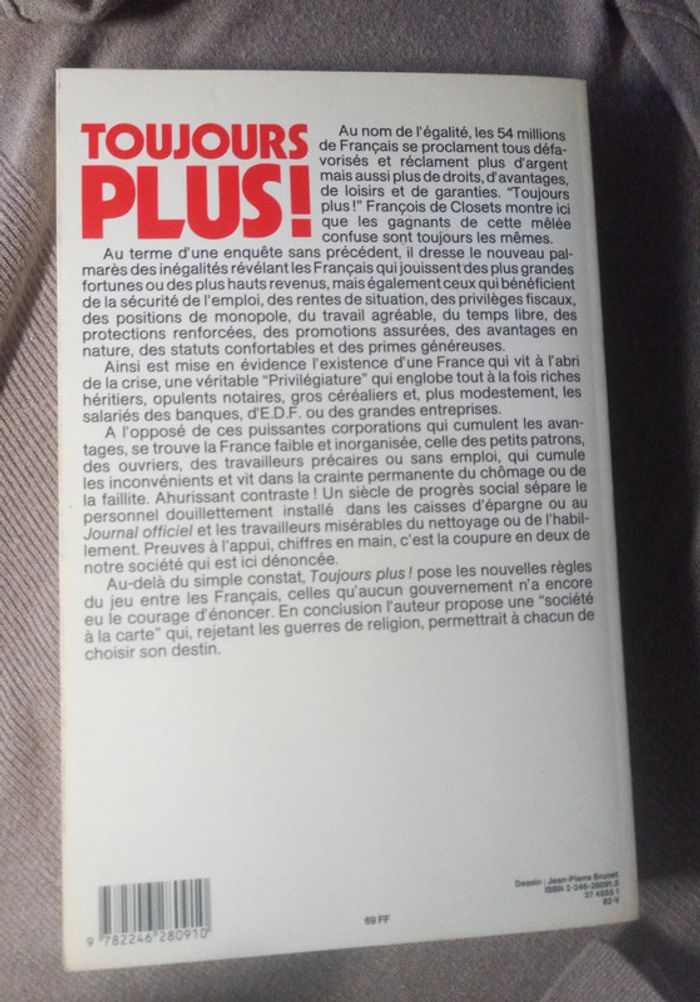 TOUJOURS
PLUS!
Au nom de l'égalité, les 54 millions
de Français se proclament tous défa-
vorisés et réclament plus d'argent
mais aussi plus de droits, d'avantages,
de loisirs et de garanties. "Toujours
plus!" François de Closets montre ici
que les gagnants de cette mêlée
confuse sont toujours les mêmes.
Au terme d'une enquête sans précédent, il dresse le nouveau pal-
marès des inégalités révélant les Français qui jouissent des plus grandes
fortunes ou des plus hauts revenus, mais également ceux qui bénéficient
de la sécurité de l'emploi, des rentes de situation, des privilèges fiscaux,
des positions de monopole, du travail agréable, du temps libre, des
protections renforcées, des promotions assurées, des avantages en
nature, des statuts confortables et des primes généreuses.
Ainsi est mise en évidence l'existence d'une France qui vit à l'abri
de la crise, une véritable "Privilégiature" qui englobe tout à la fois riches
héritiers, opulents notaires, gros céréaliers et, plus modestement, les
salariés des banques, d'E.D.F. ou des grandes entreprises.
A l'opposé de ces puissantes corporations qui cumulent les avan-
tages, se trouve la France faible et inorganisée, celle des petits patrons,
des ouvriers, des travailleurs précaires ou sans emploi, qui cumule
les inconvénients et vit dans la crainte permanente du chômage ou de
la faillite. Ahurissant contraste! Un siècle de progrès social sépare le
personnel douillettement installé dans les caisses d'épargne ou au
Journal officiel et les travailleurs misérables du nettoyage ou de l'habil-
lement. Preuves à l'appui, chiffres en main, c'est la coupure en deux de
notre société qui est ici dénoncée.
Au-delà du simple constat, Toujours plus! pose les nouvelles règles
du jeu entre les Français, celles qu'aucun gouvernement n'a encore
eu le courage d'énoncer. En conclusion l'auteur propose une "société
à la carte" qui, rejetant les guerres de religion, permettrait à chacun de
choisir son destin.
Dessin : Jean-Pierre Brunet
ISBN 2-246-28091.5
27 4555 1
82-V
69 FF
9 782246 280910